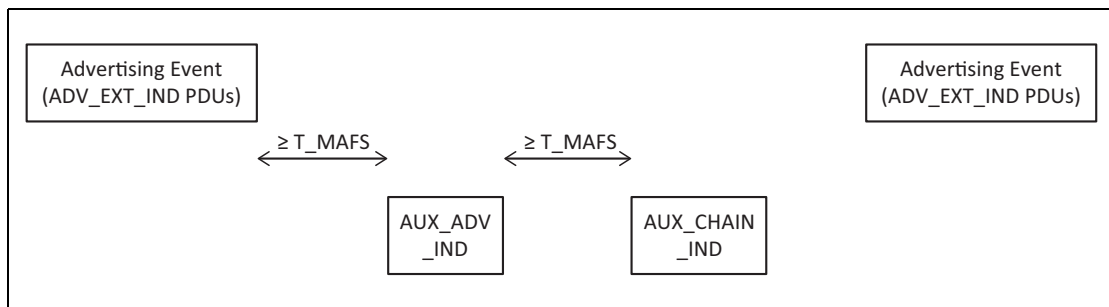 Advertising Event
(ADV_EXT_IND PDUs)
Advertising Event
(ADV_EXT_IND PDUs)
≥ T_MAFS
≥ T_MAFS
AUX_ADV
_IND
AUX_CHAIN
_IND